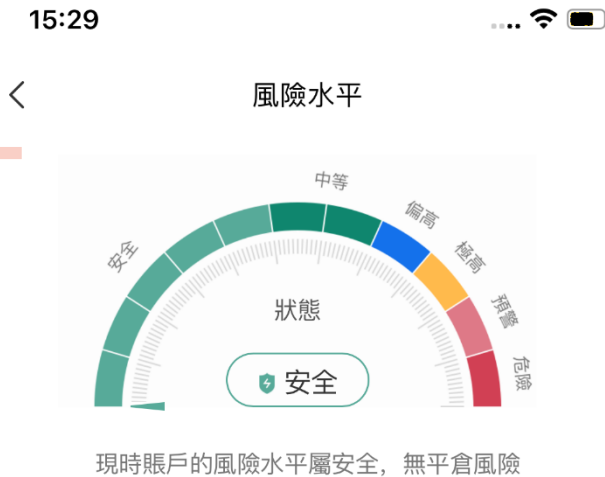 15:29
風險水平
中等
偏高
安全
極高
預警
狀態
危險
安全
現時賬戶的風險水平屬安全，無平倉風險